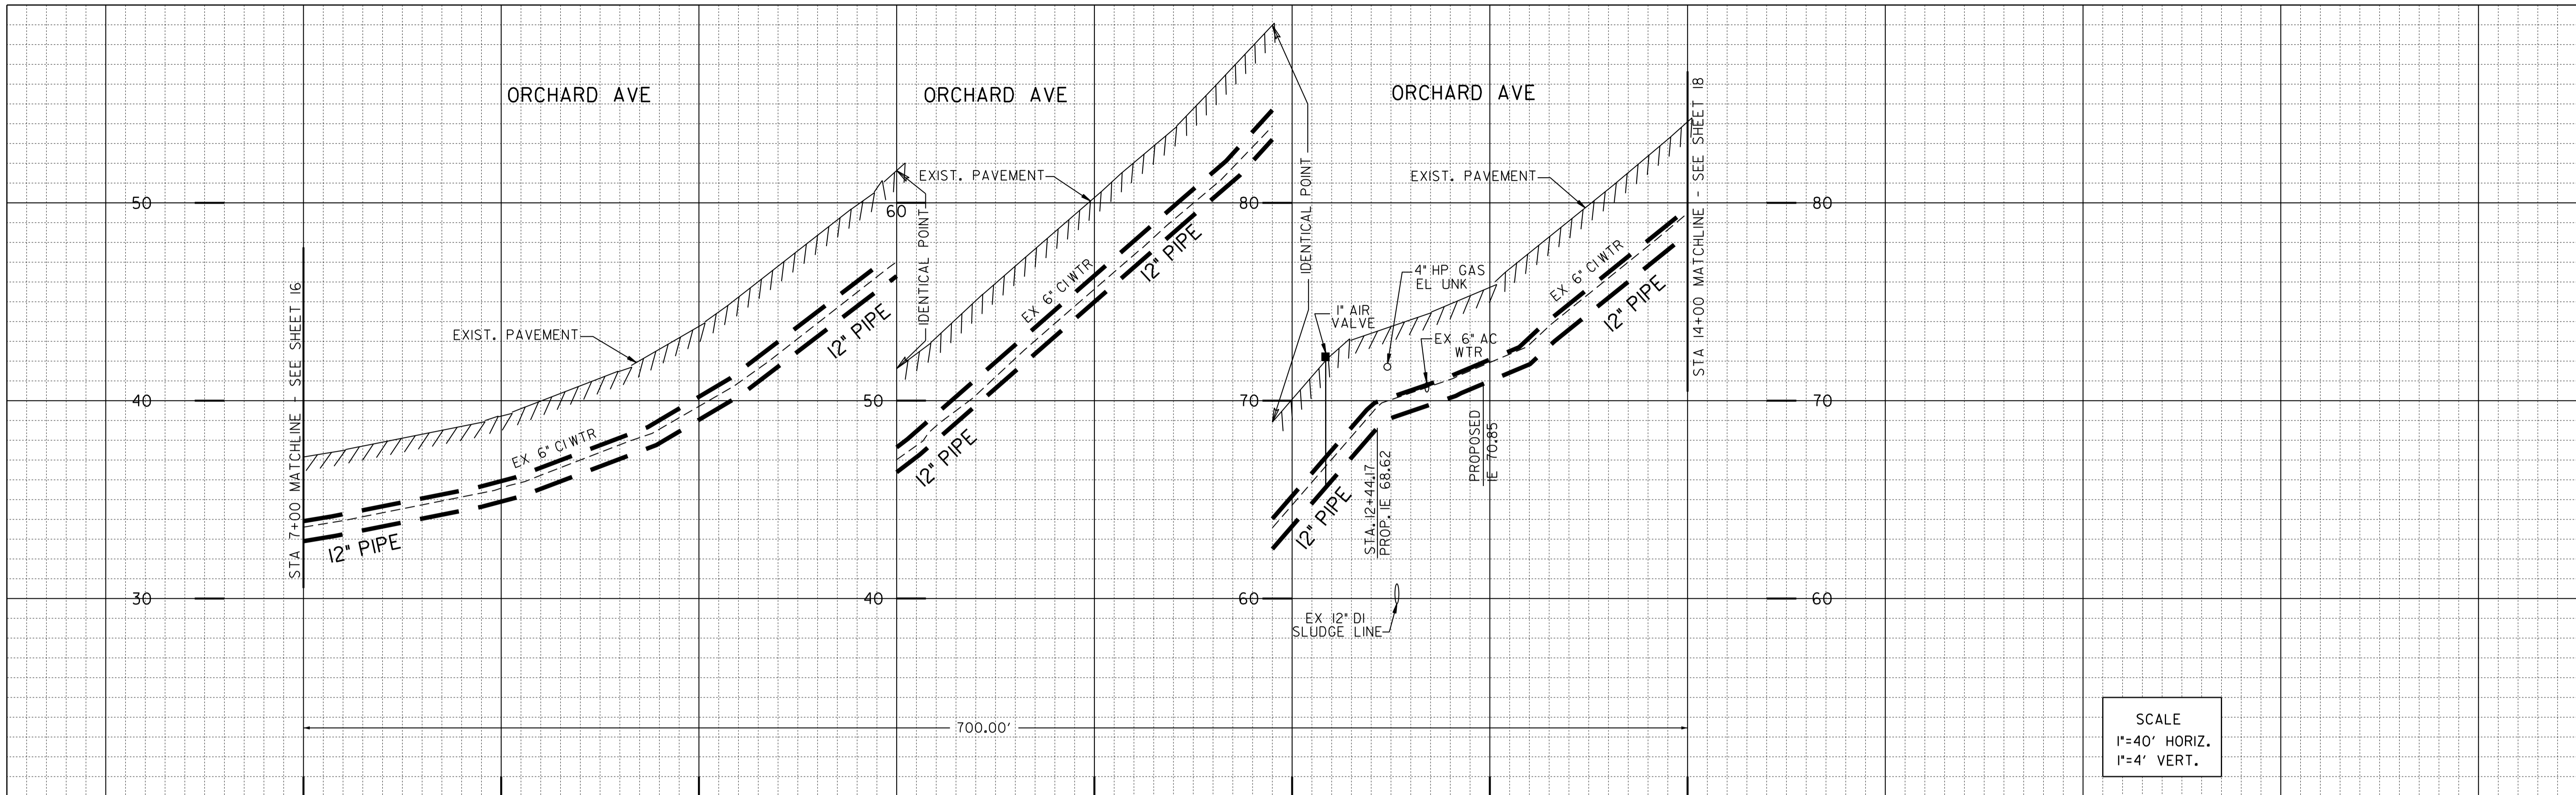 ORCHARD AVE
ORCHARD AVE
ORCHARD AVE
50
40
30
STA 7+00 MATCHLINE - SEE SHEET 16
EXIST. PAVEMENT
EX 6" CI WTR
12" PIPE
12" PIPE
60
50
40
IDENTICAL POINT
EXIST. PAVEMENT
EX 6" CI WTR
12" PIPE
12" PIPE
80
70
60
IDENTICAL POINT
1" AIR
VALVE
4" HP GAS
EL UNK
EX 6" AC
WTR
EXIST. PAVEMENT
EX 6" CI WTR
12" PIPE
12" PIPE
STA. 12+44.17
PROP. IE 68.62
PROPOSED
IE 70.85
EX 12" DI
SLUDGE LINE
STA 14+00 MATCHLINE - SEE SHEET 18
80
70
60
700.00'
SCALE
1"=40' HORIZ.
1"=4' VERT.